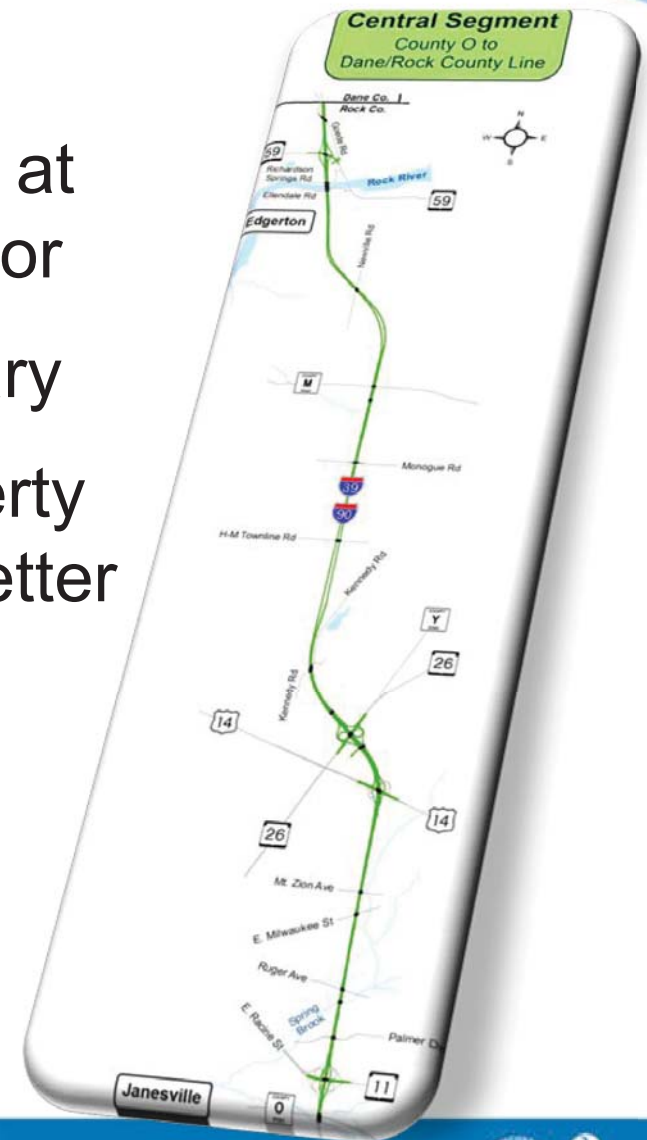 at
or
ry
erty
etter
Central Segment
County O to
Dane/Rock County Line
Dane Co.
Rock Co.
Goede Rd
N
W
E
S
59
Richardson
Springs Rd
Rock River
Ellendale Rd
59
Edgerton
Newville Rd
M
Monogue Rd
39
90
H-M Townline Rd
Kennedy Rd
Y
26
Kennedy Rd
14
26
14
Mt. Zion Ave
E. Milwaukee St
Ruger Ave
Spring
Brook
E. Racine St
Palmer
11
Janesville
O